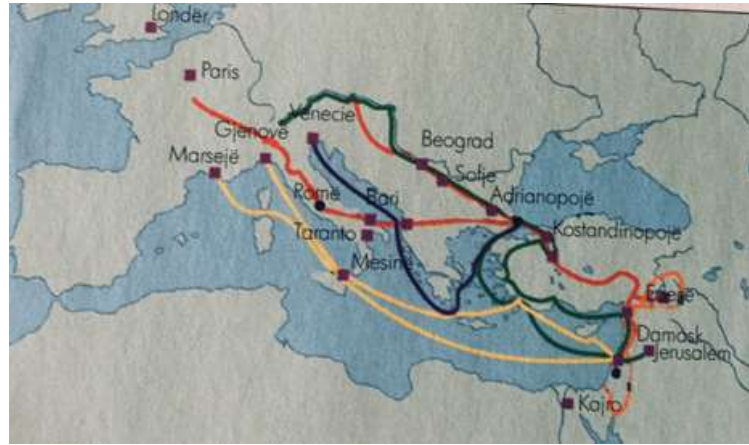 Londër
Paris
Venecie
Gjenovë
Marsejë
Beograd
Sofje
Romë
Bari
Adrianopojë
Taranto
Kostandinopojë
Mesinë
Edesë
Damask
Jerusalem
Kajro